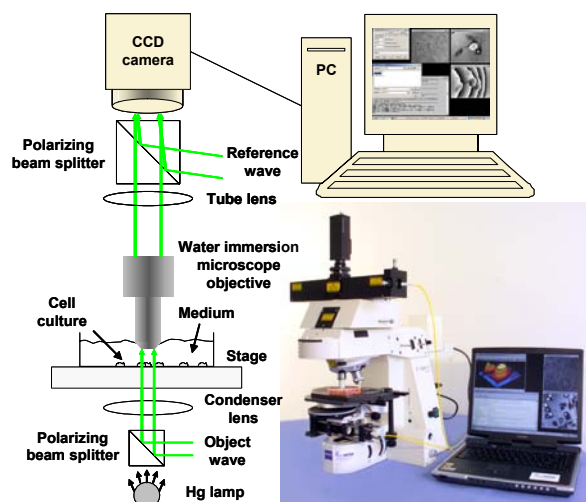 CCD
camera
PC
Polarizing
beam splitter
Reference
wave
Tube lens
Water immersion
microscope
objective
Cell
culture
Medium
Stage
Condenser
lens
Polarizing
beam splitter
Object
wave
Hg lamp